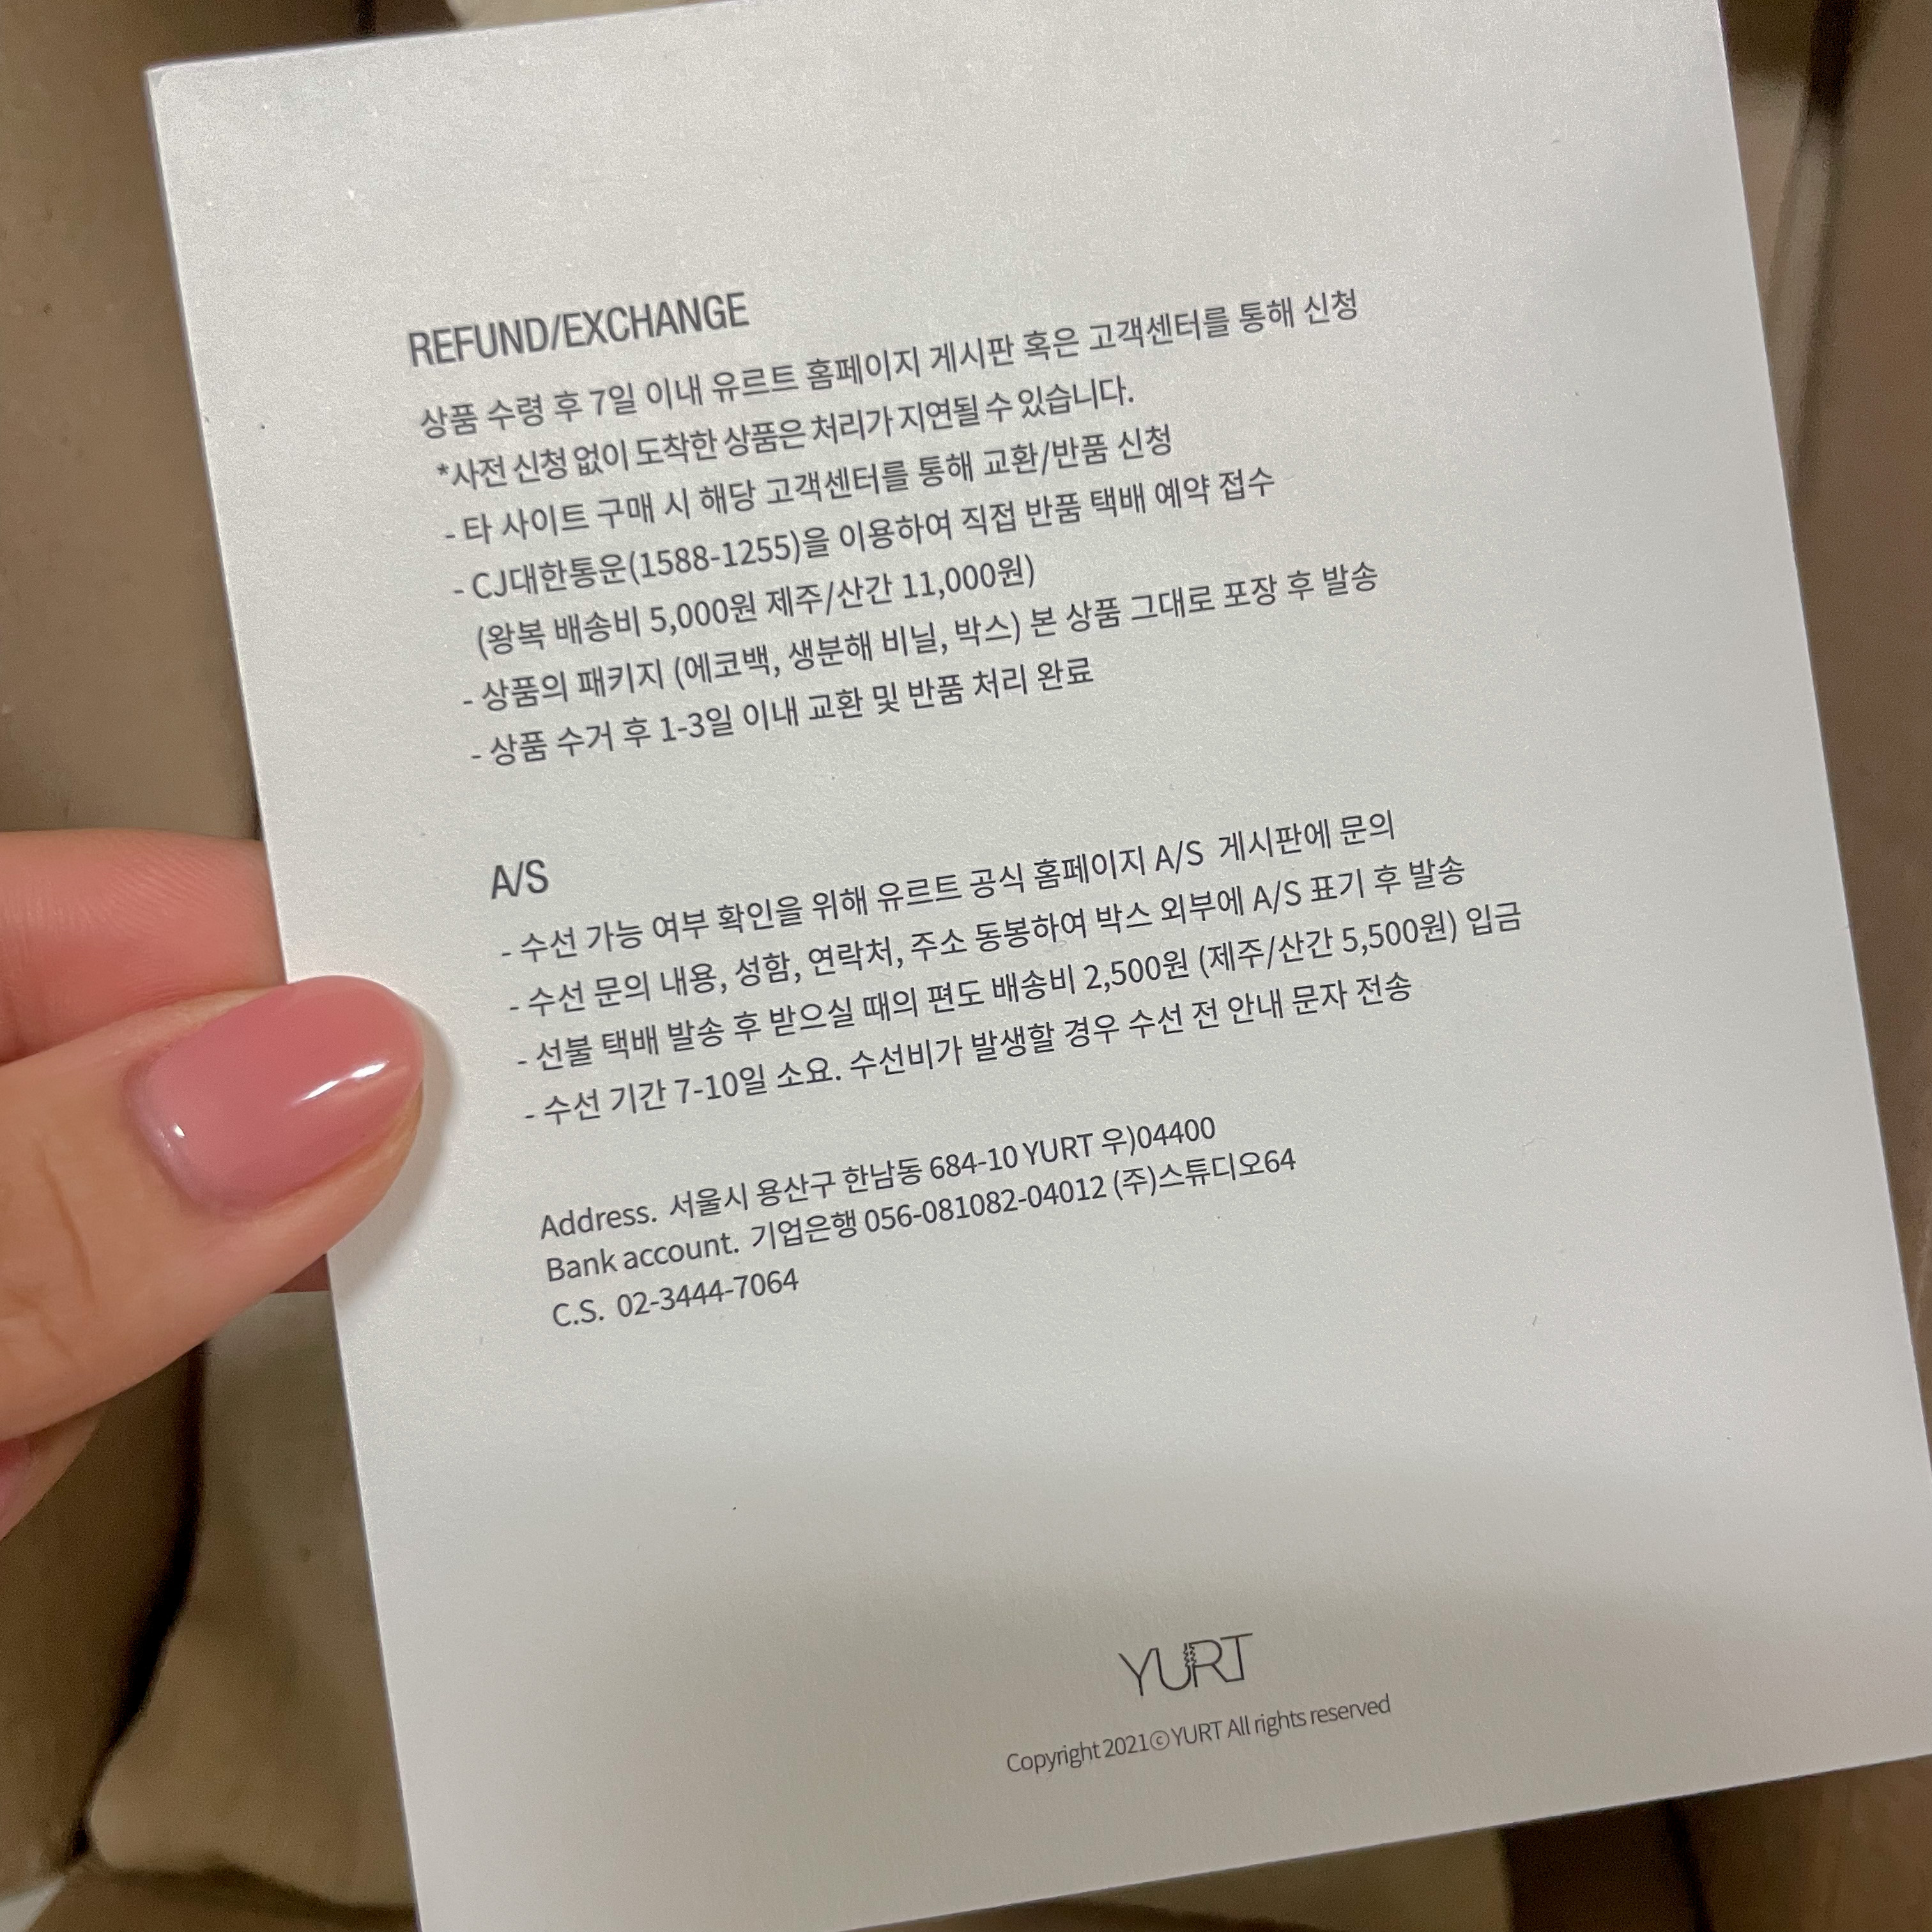 REFUND/EXCHANGE
상품 수령 후 7일 이내 유르트 홈페이지 게시판 혹은 고객센터를 통해 신청
*사전 신청 없이 도착한 상품은 처리가 지연될 수 있습니다.
- 타 사이트 구매 시 해당 고객센터를 통해 교환/반품 신청
- CJ대한통운(1588-1255)을 이용하여 직접 반품 택배 예약 접수
(왕복 배송비 5,000원 제주/산간 11,000원)
- 상품의 패키지 (에코백, 생분해 비닐, 박스) 본 상품 그대로 포장 후 발송
- 상품 수거 후 1-3일 이내 교환 및 반품 처리 완료
A/S
- 수선 가능 여부 확인을 위해 유르트 공식 홈페이지 A/S 게시판에 문의
- 수선 문의 내용, 성함, 연락처, 주소 동봉하여 박스 외부에 A/S 표기 후 발송
- 선불 택배 발송 후 받으실 때의 편도 배송비 2,500원 (제주/산간 5,500원) 입금
- 수선 기간 7-10일 소요. 수선비가 발생할 경우 수선 전 안내 문자 전송
Address. 서울시 용산구 한남동 684-10 YURT 우)04400
Bank account. 기업은행 056-081082-04012 (주)스튜디오64
C.S. 02-3444-7064
YURT
Copyright 2021ⓒYURT All rights reserved